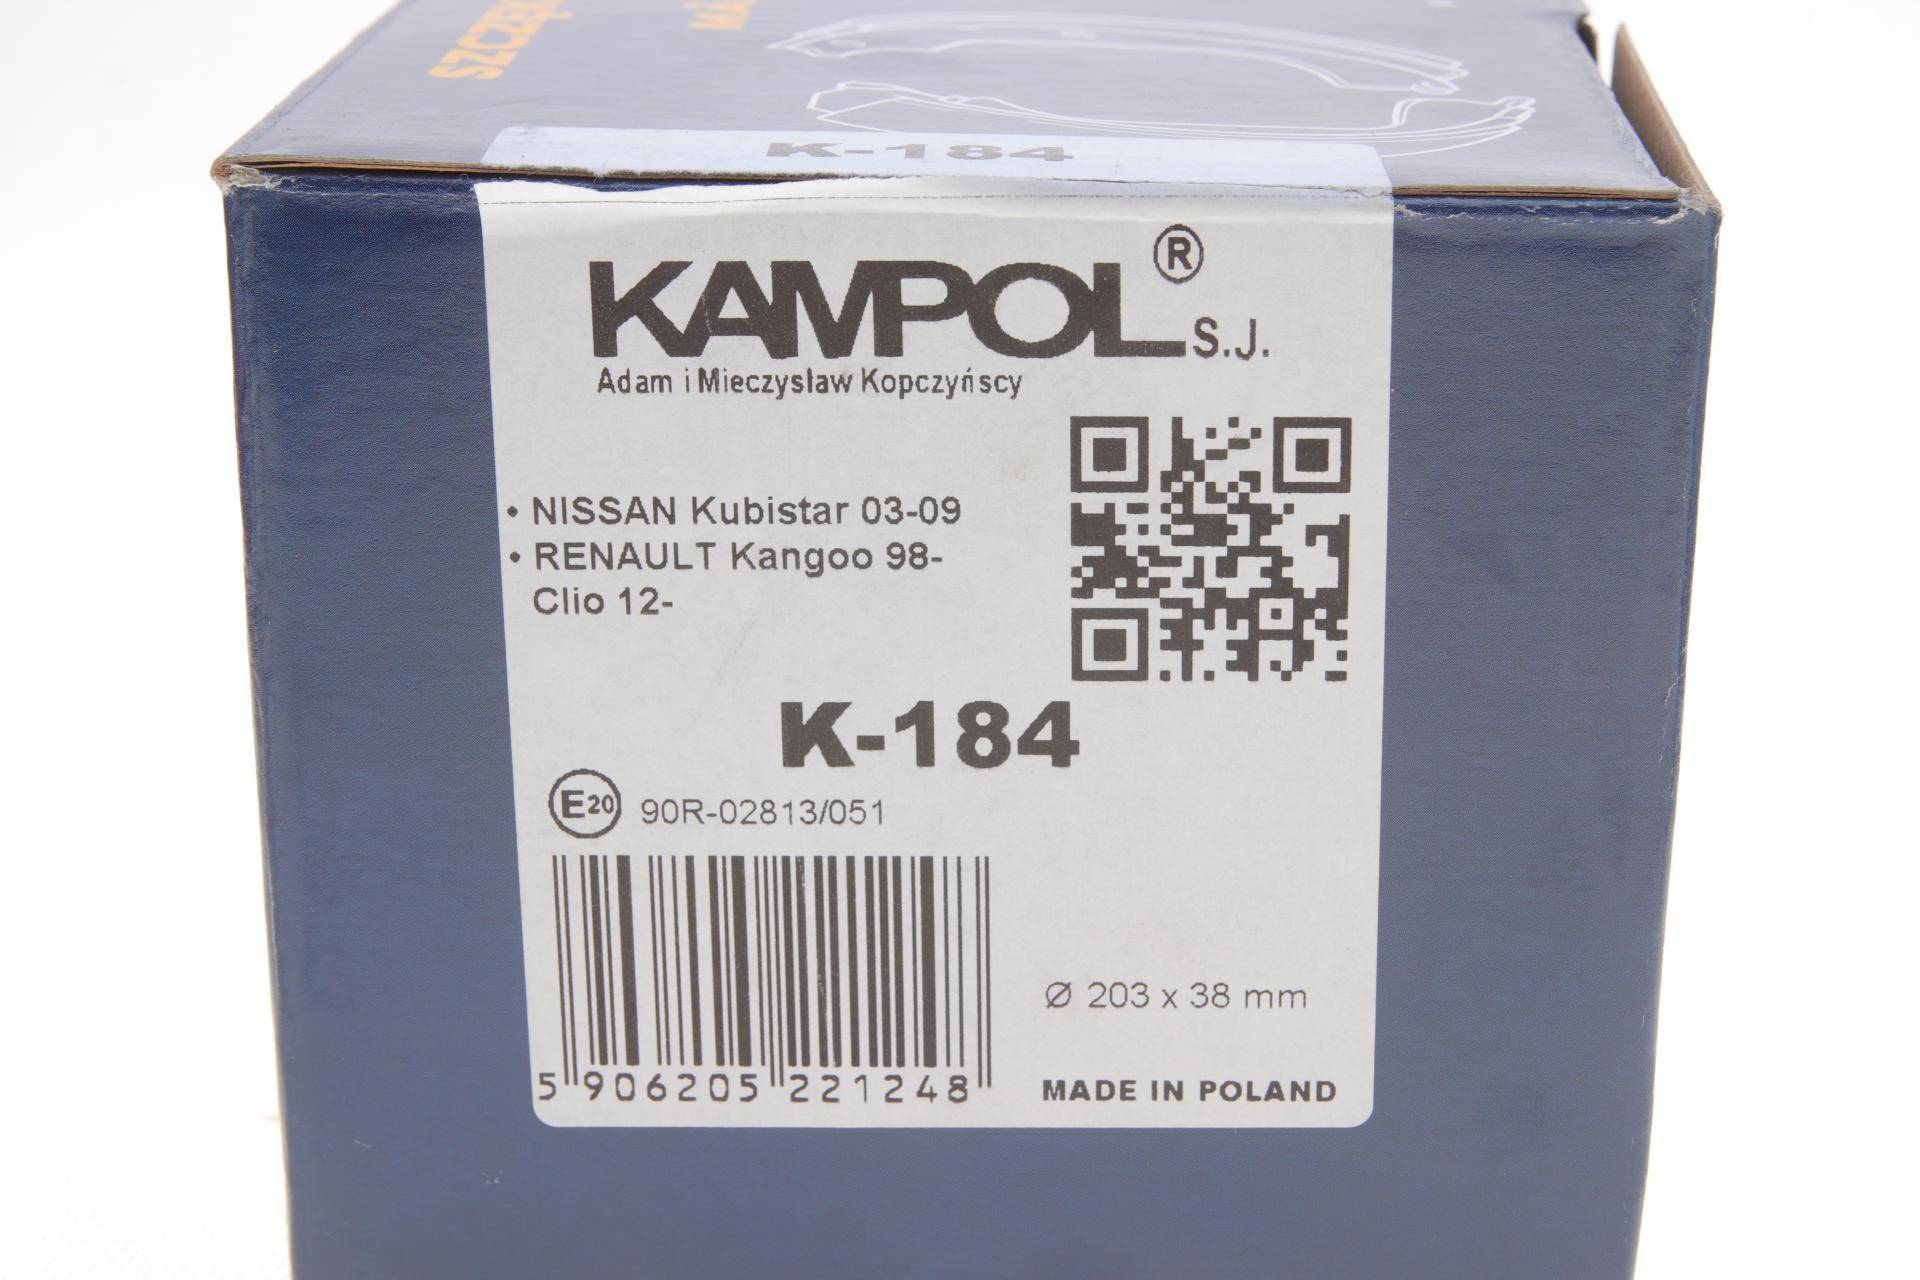 K-184
KAMPOL® S.J.
Adam i Mieczysław Kopczyńscy
• NISSAN Kubistar 03-09
• RENAULT Kangoo 98-
Clio 12-
K-184
E20 90R-02813/051
Ø 203 x 38 mm
5 906205 221248
MADE IN POLAND